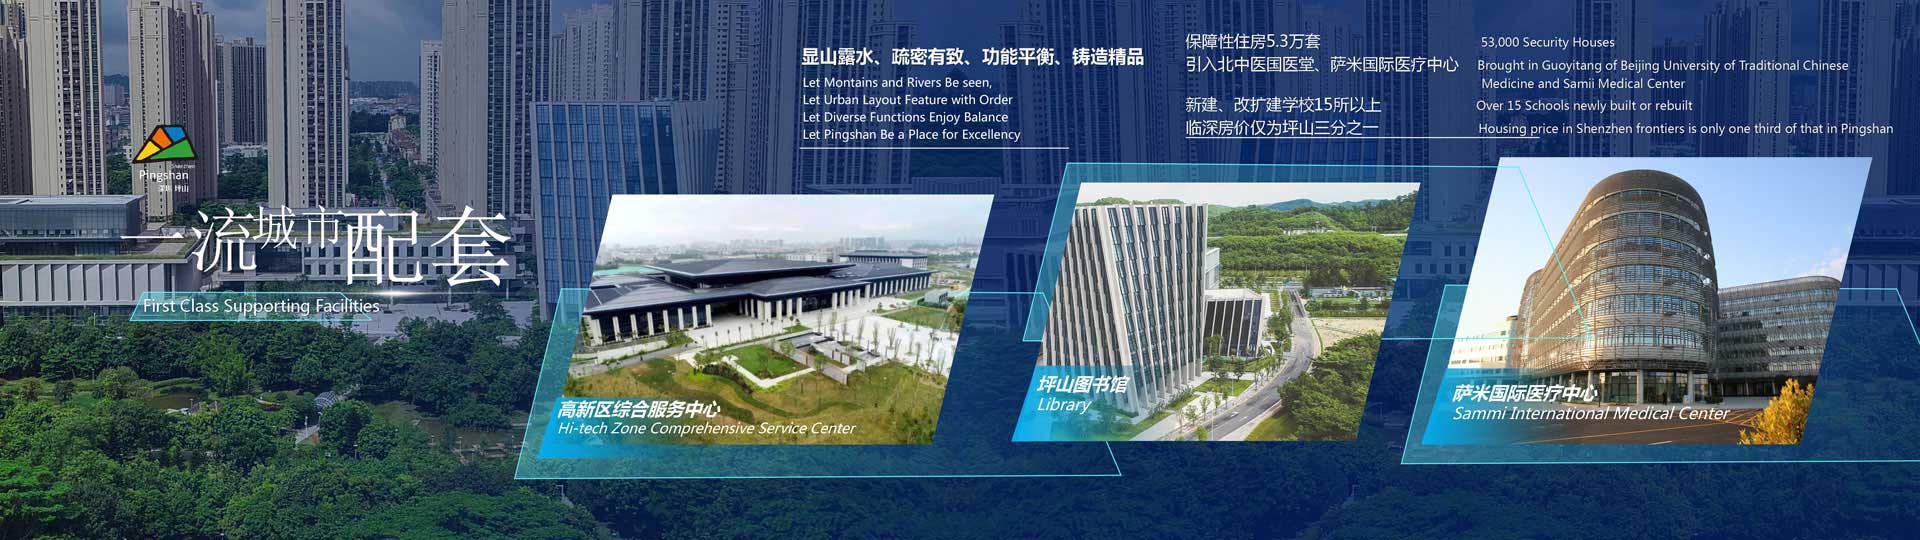 Shenzhen
Pingshan
深圳 坪山
一流城市配套
First Class Supporting Facilities
显山露水、疏密有致、功能平衡、铸造精品
Let Montains and Rivers Be seen,
Let Urban Layout Feature with Order
Let Diverse Functions Enjoy Balance
Let Pingshan Be a Place for Excellency
保障性住房5.3万套
引入北中医国医堂、萨米国际医疗中心
新建、改扩建学校15所以上
临深房价仅为坪山三分之一
53,000 Security Houses
Brought in Guoyitang of Beijing University of Traditional Chinese
Medicine and Samii Medical Center
Over 15 Schools newly built or rebuilt
Housing price in Shenzhen frontiers is only one third of that in Pingshan
高新区综合服务中心
Hi-tech Zone Comprehensive Service Center
坪山图书馆
Library
萨米国际医疗中心
Sammi International Medical Center